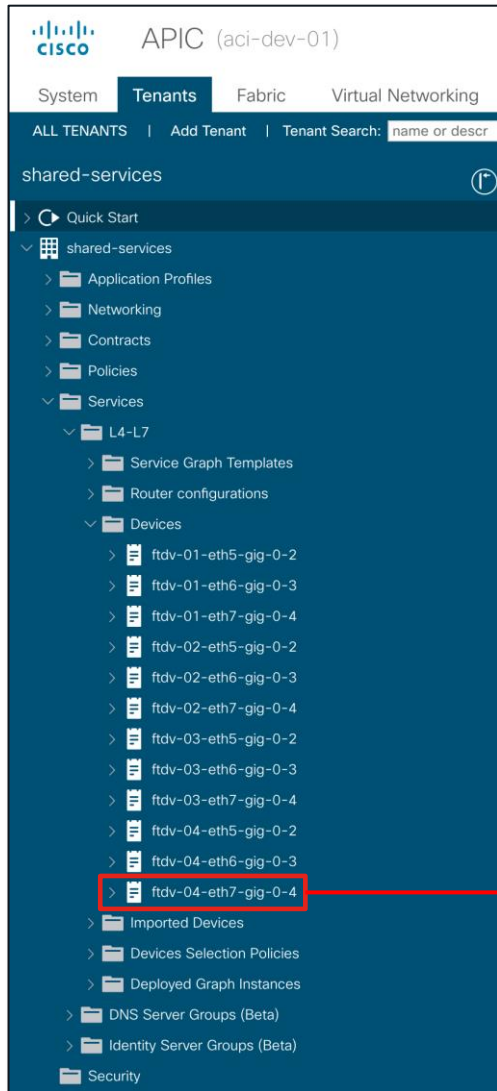 CISCO
APIC (aci-dev-01)
System Tenants Fabric Virtual Networking
ALL TENANTS | Add Tenant | Tenant Search: name or descr
shared-services
Quick Start
shared-services
Application Profiles
Networking
Contracts
Policies
Services
L4-L7
Service Graph Templates
Router configurations
Devices
ftdv-01-eth5-gig-0-2
ftdv-01-eth6-gig-0-3
ftdv-01-eth7-gig-0-4
ftdv-02-eth5-gig-0-2
ftdv-02-eth6-gig-0-3
ftdv-02-eth7-gig-0-4
ftdv-03-eth5-gig-0-2
ftdv-03-eth6-gig-0-3
ftdv-03-eth7-gig-0-4
ftdv-04-eth5-gig-0-2
ftdv-04-eth6-gig-0-3
ftdv-04-eth7-gig-0-4
Imported Devices
Devices Selection Policies
Deployed Graph Instances
DNS Server Groups (Beta)
Identity Server Groups (Beta)
Security